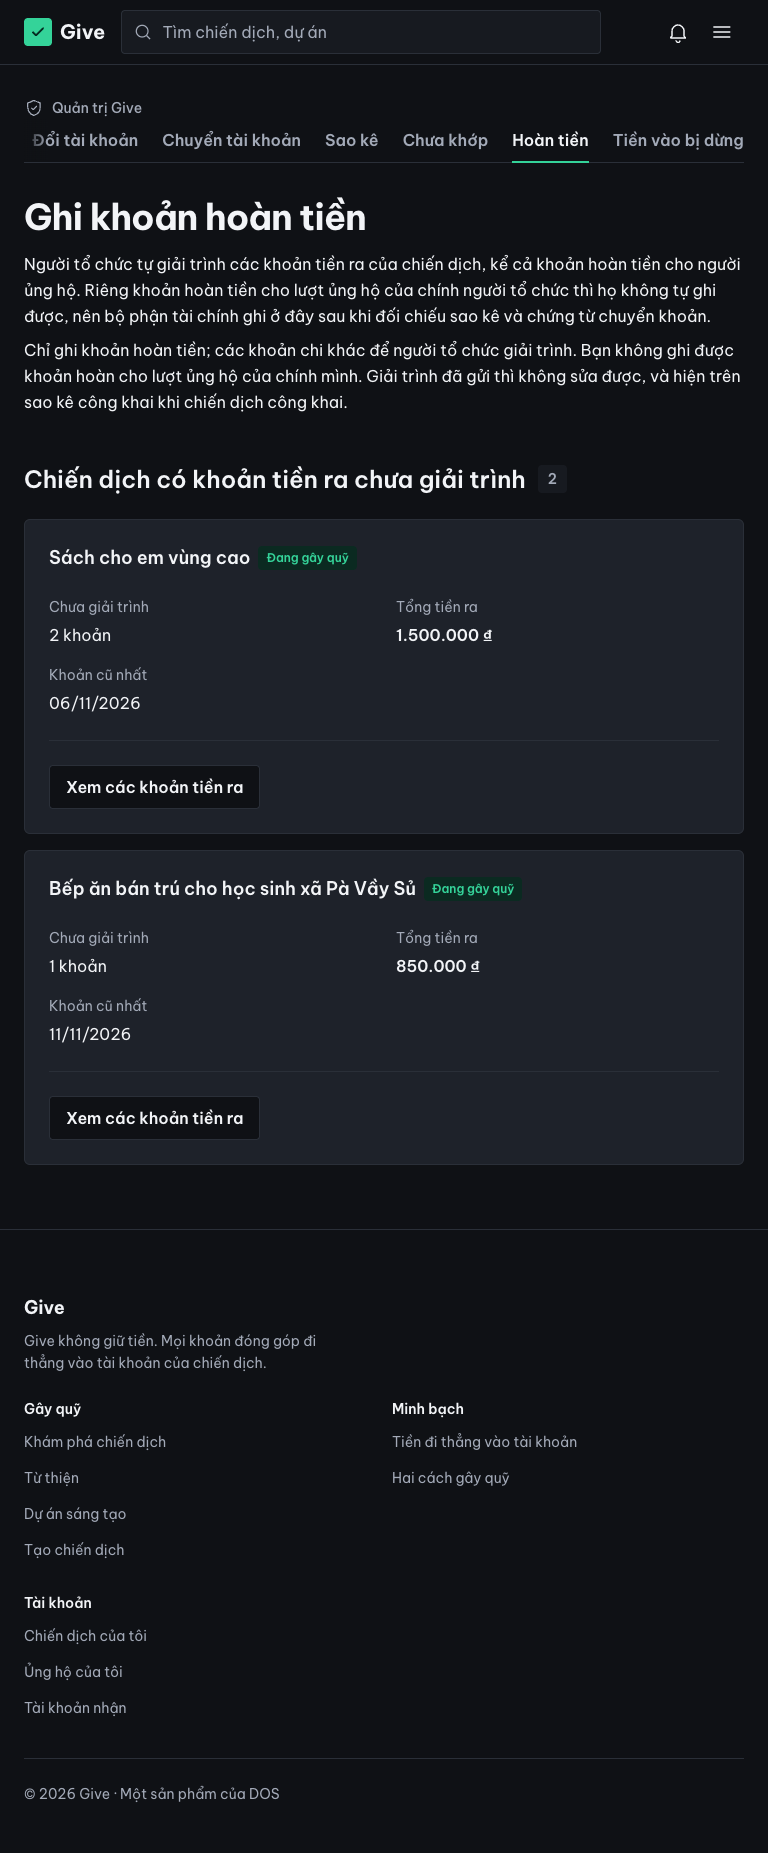 Give
Tìm chiến dịch, dự án
Quản trị Give
Đổi tài khoản
Chuyển tài khoản
Sao kê
Chưa khớp
Hoàn tiền
Tiền vào bị dừng
Ghi khoản hoàn tiền
Người tổ chức tự giải trình các khoản tiền ra của chiến dịch, kể cả khoản hoàn tiền cho người
ủng hộ. Riêng khoản hoàn tiền cho lượt ủng hộ của chính người tổ chức thì họ không tự ghi
được, nên bộ phận tài chính ghi ở đây sau khi đối chiếu sao kê và chứng từ chuyển khoản.
Chỉ ghi khoản hoàn tiền; các khoản chi khác để người tổ chức giải trình. Bạn không ghi được
khoản hoàn cho lượt ủng hộ của chính mình. Giải trình đã gửi thì không sửa được, và hiện trên
sao kê công khai khi chiến dịch công khai.
Chiến dịch có khoản tiền ra chưa giải trình 2
Sách cho em vùng cao Đang gây quỹ
Chưa giải trình
2 khoản
Tổng tiền ra
1.500.000 ₫
Khoản cũ nhất
06/11/2026
Xem các khoản tiền ra
Bếp ăn bán trú cho học sinh xã Pà Vầy Sủ Đang gây quỹ
Chưa giải trình
1 khoản
Tổng tiền ra
850.000 ₫
Khoản cũ nhất
11/11/2026
Xem các khoản tiền ra
Give
Give không giữ tiền. Mọi khoản đóng góp đi
thẳng vào tài khoản của chiến dịch.
Gây quỹ
Khám phá chiến dịch
Từ thiện
Dự án sáng tạo
Tạo chiến dịch
Minh bạch
Tiền đi thẳng vào tài khoản
Hai cách gây quỹ
Tài khoản
Chiến dịch của tôi
Ủng hộ của tôi
Tài khoản nhận
© 2026 Give · Một sản phẩm của DOS